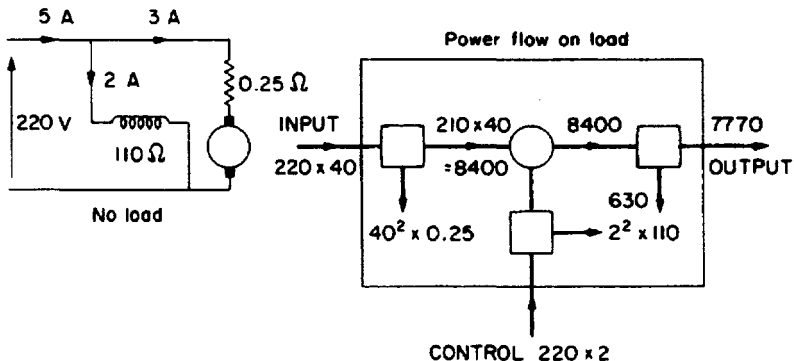 5 A
3 A
2 A
0.25 Ω
220 V
110 Ω
No load
Power flow on load
INPUT
220 x 40
210 x 40
=8400
8400
7770
OUTPUT
40² x 0.25
630
2² x 110
CONTROL 220 x 2